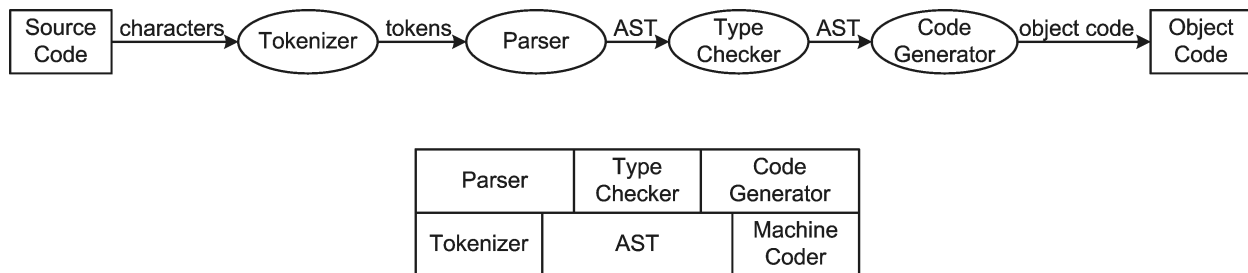 Source Code
characters
Tokenizer
tokens
Parser
AST
Type Checker
AST
Code Generator
object code
Object Code
Parser
Type Checker
Code Generator
Tokenizer
AST
Machine Coder